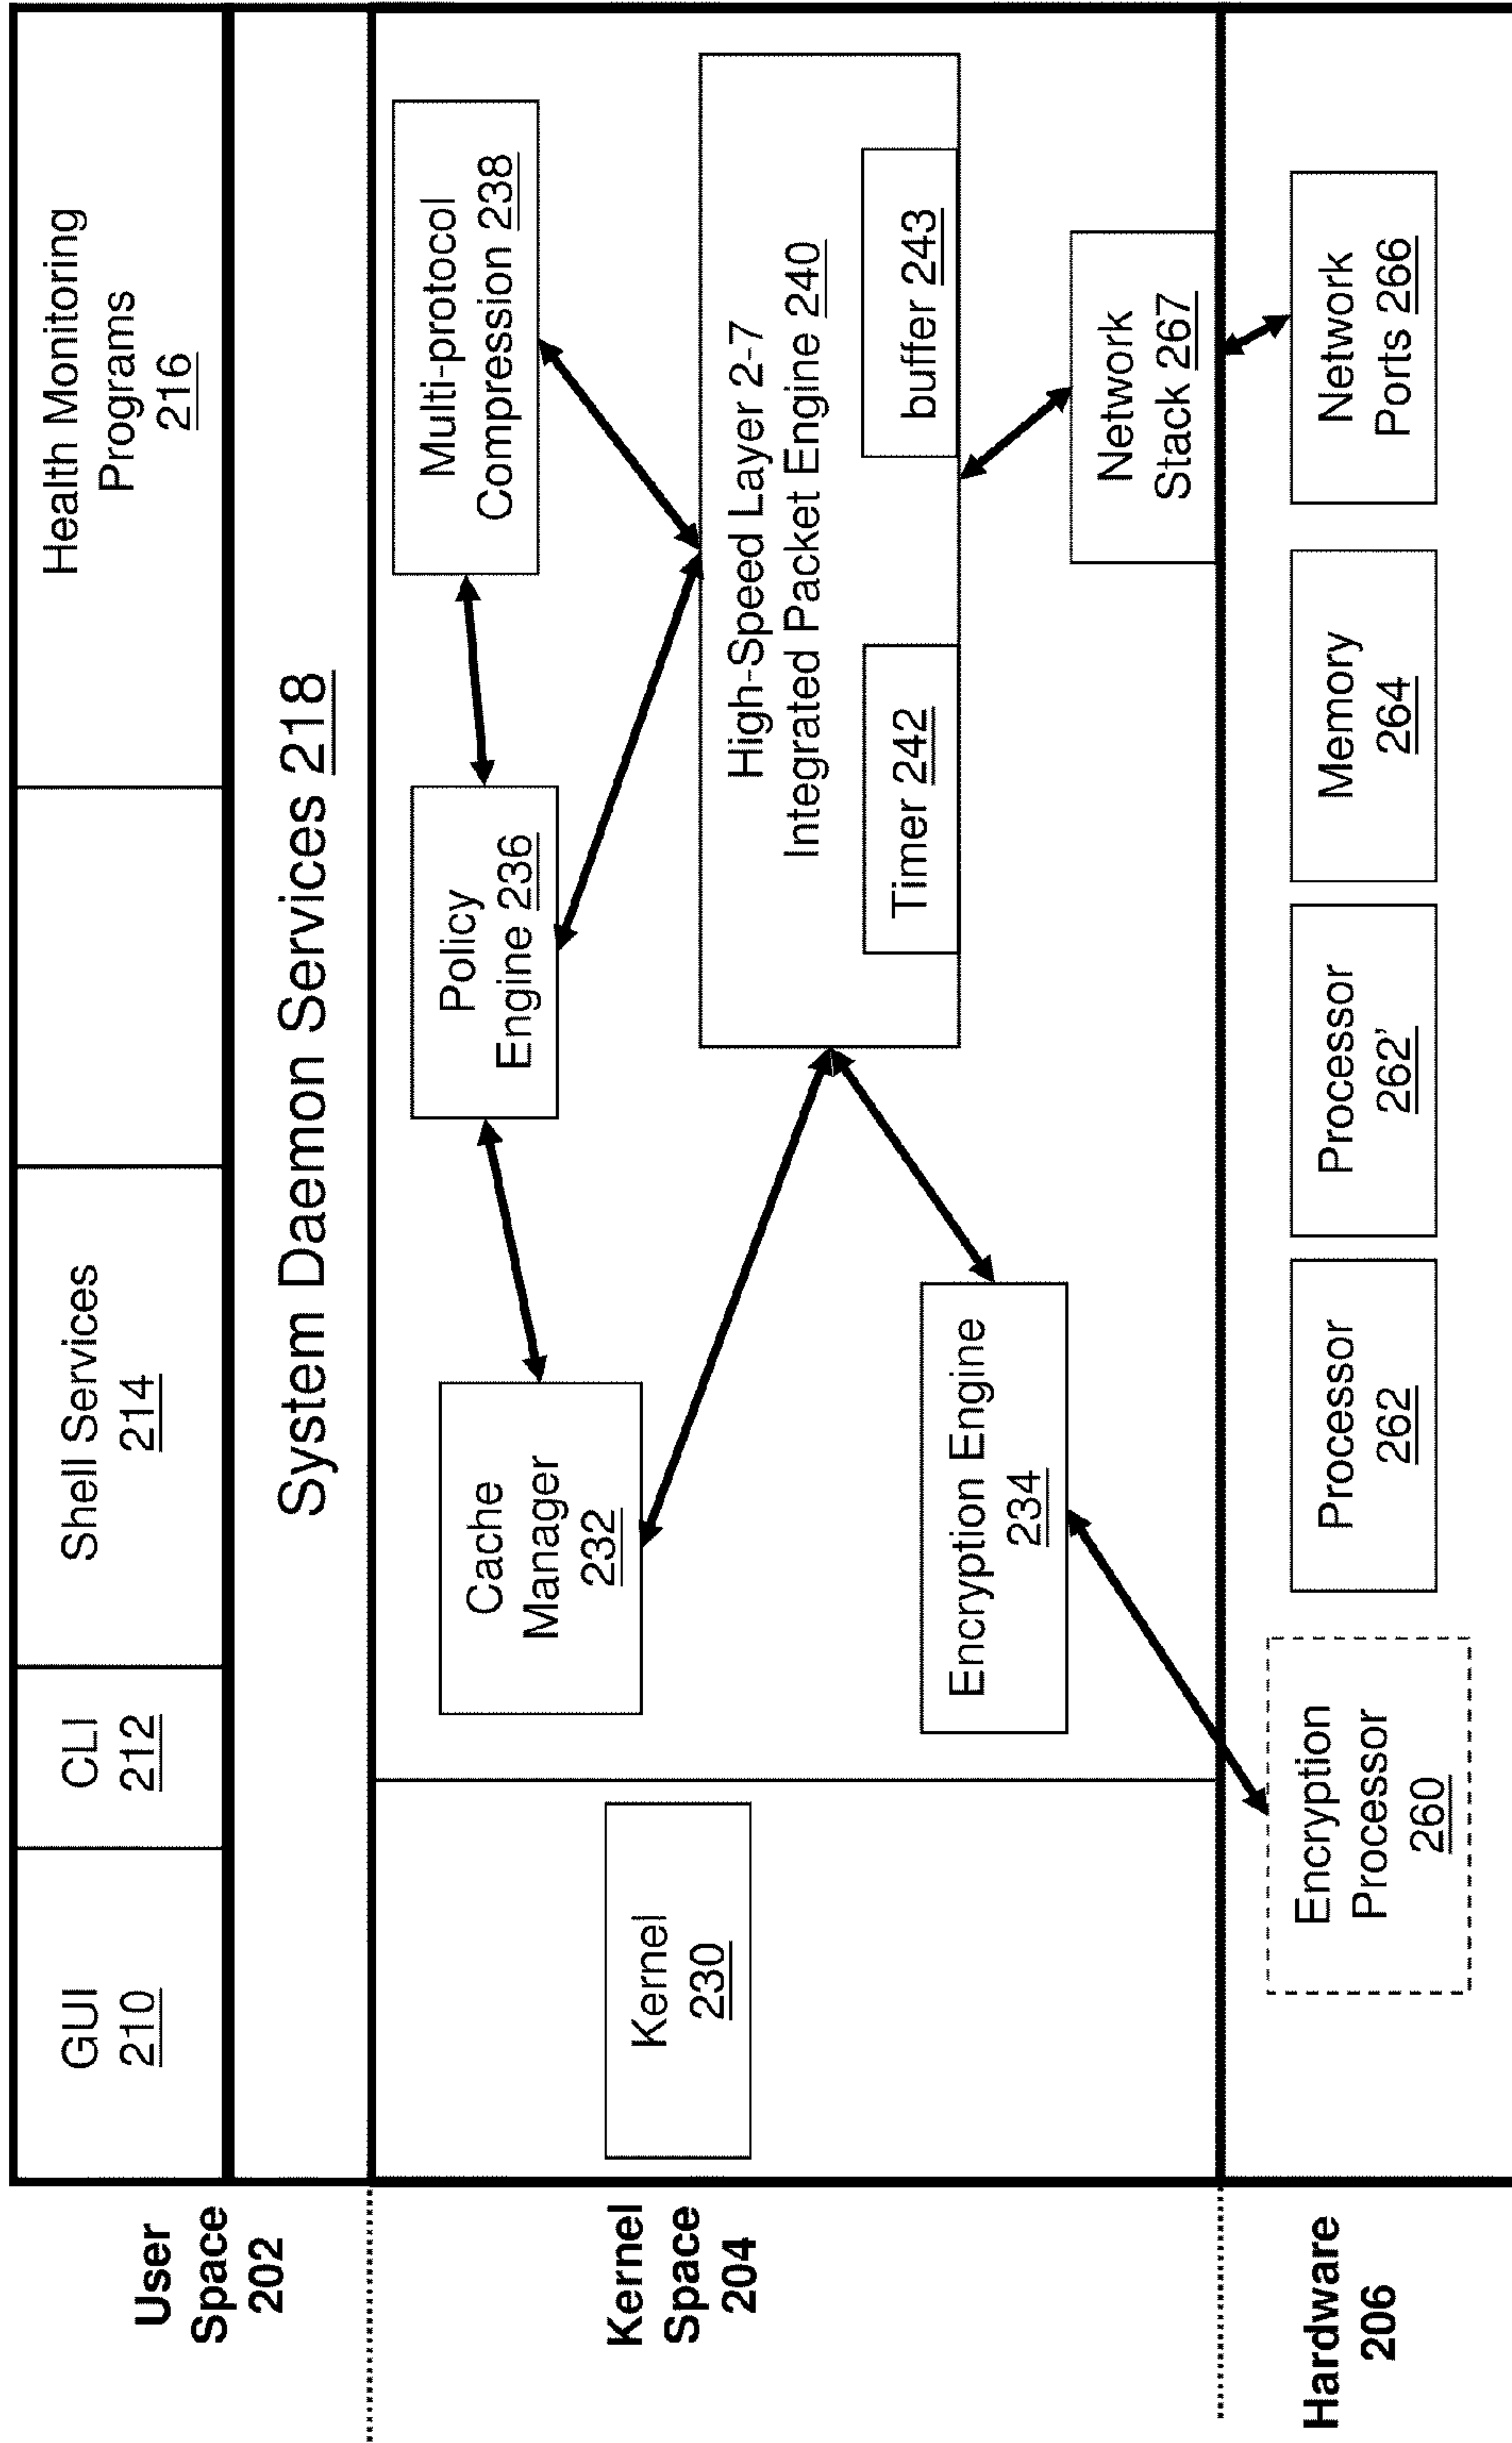 User
Space
202
GUI
210
CLI
212
Shell Services
214
Health Monitoring
Programs
216
System Daemon Services 218
Kernel
Space
204
Kernel
230
Cache
Manager
232
Policy
Engine 236
Multi-protocol
Compression 238
High-Speed Layer 2-7
Integrated Packet Engine 240
Timer 242
buffer 243
Encryption Engine
234
Network
Stack 267
Hardware
206
Encryption
Processor
260
Processor
262
Processor
262’
Memory
264
Network
Ports 266